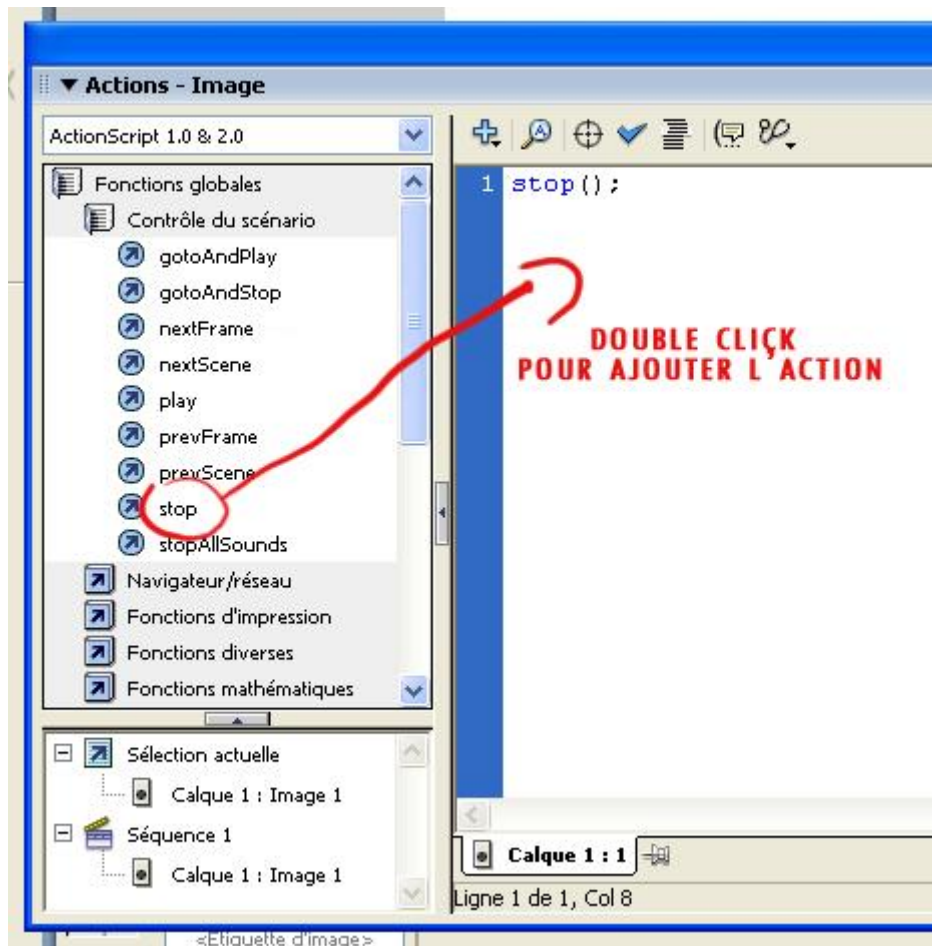 Actions - Image
ActionScript 1.0 & 2.0
Fonctions globales
Contrôle du scénario
gotoAndPlay
gotoAndStop
nextFrame
nextScene
play
prevFrame
prevScene
stop
stopAllSounds
Navigateur/réseau
Fonctions d'impression
Fonctions diverses
Fonctions mathématiques
Sélection actuelle
Calque 1 : Image 1
Séquence 1
Calque 1 : Image 1
1 stop();
DOUBLE CLIÇK
POUR AJOUTER L'ACTION
Calque 1 : 1
Ligne 1 de 1, Col 8
<Etiquette d'image>